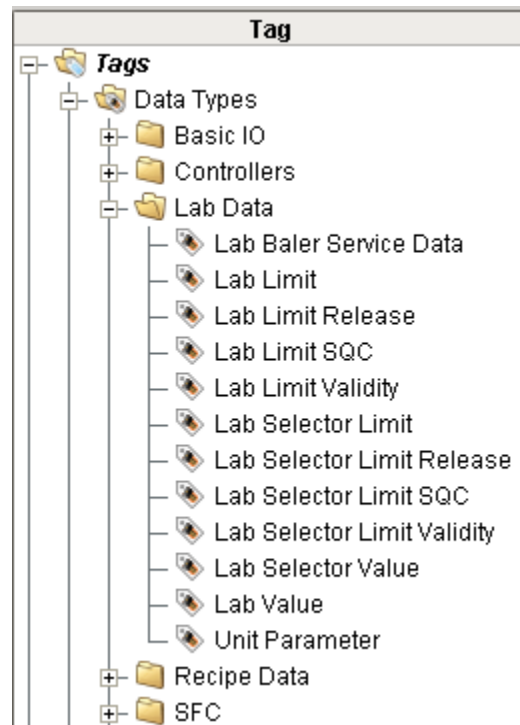 Tag
Tags
Data Types
Basic IO
Controllers
Lab Data
Lab Baler Service Data
Lab Limit
Lab Limit Release
Lab Limit SQC
Lab Limit Validity
Lab Selector Limit
Lab Selector Limit Release
Lab Selector Limit SQC
Lab Selector Limit Validity
Lab Selector Value
Lab Value
Unit Parameter
Recipe Data
SFC